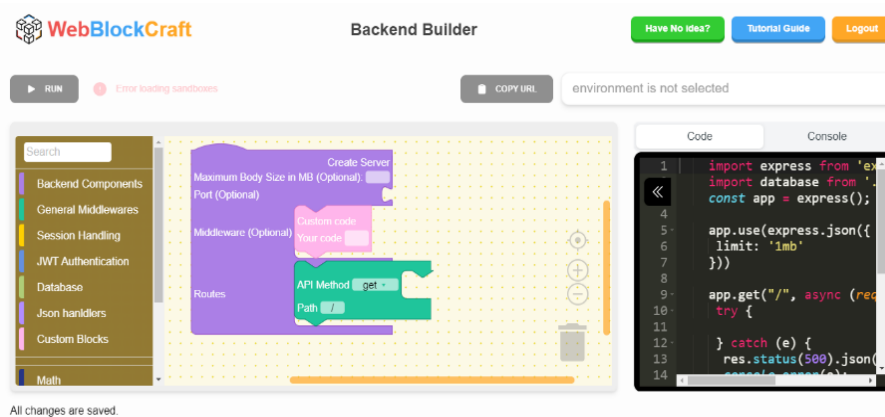 WebBlockCraft
Backend Builder
Have No Idea?
Tutorial Guide
Logout
RUN
Error loading sandboxes
COPY URL
environment is not selected
Search
Backend Components
General Middlewares
Session Handling
JWT Authentication
Database
Json hanldlers
Custom Blocks
Math
Create Server
Maximum Body Size in MB (Optional):
Port (Optional)
Middleware (Optional)
Custom code
Your code
Routes
API Method get
Path /
Code
Console
1 import express from 'ex
import database from '.
const app = express();
4
5 app.use(express.json({
6 limit: '1mb'
7 }))
8
9 app.get("/", async (req
10 try {
11
12 } catch (e) {
13 res.status(500).json(
14 console.error(e);
All changes are saved.